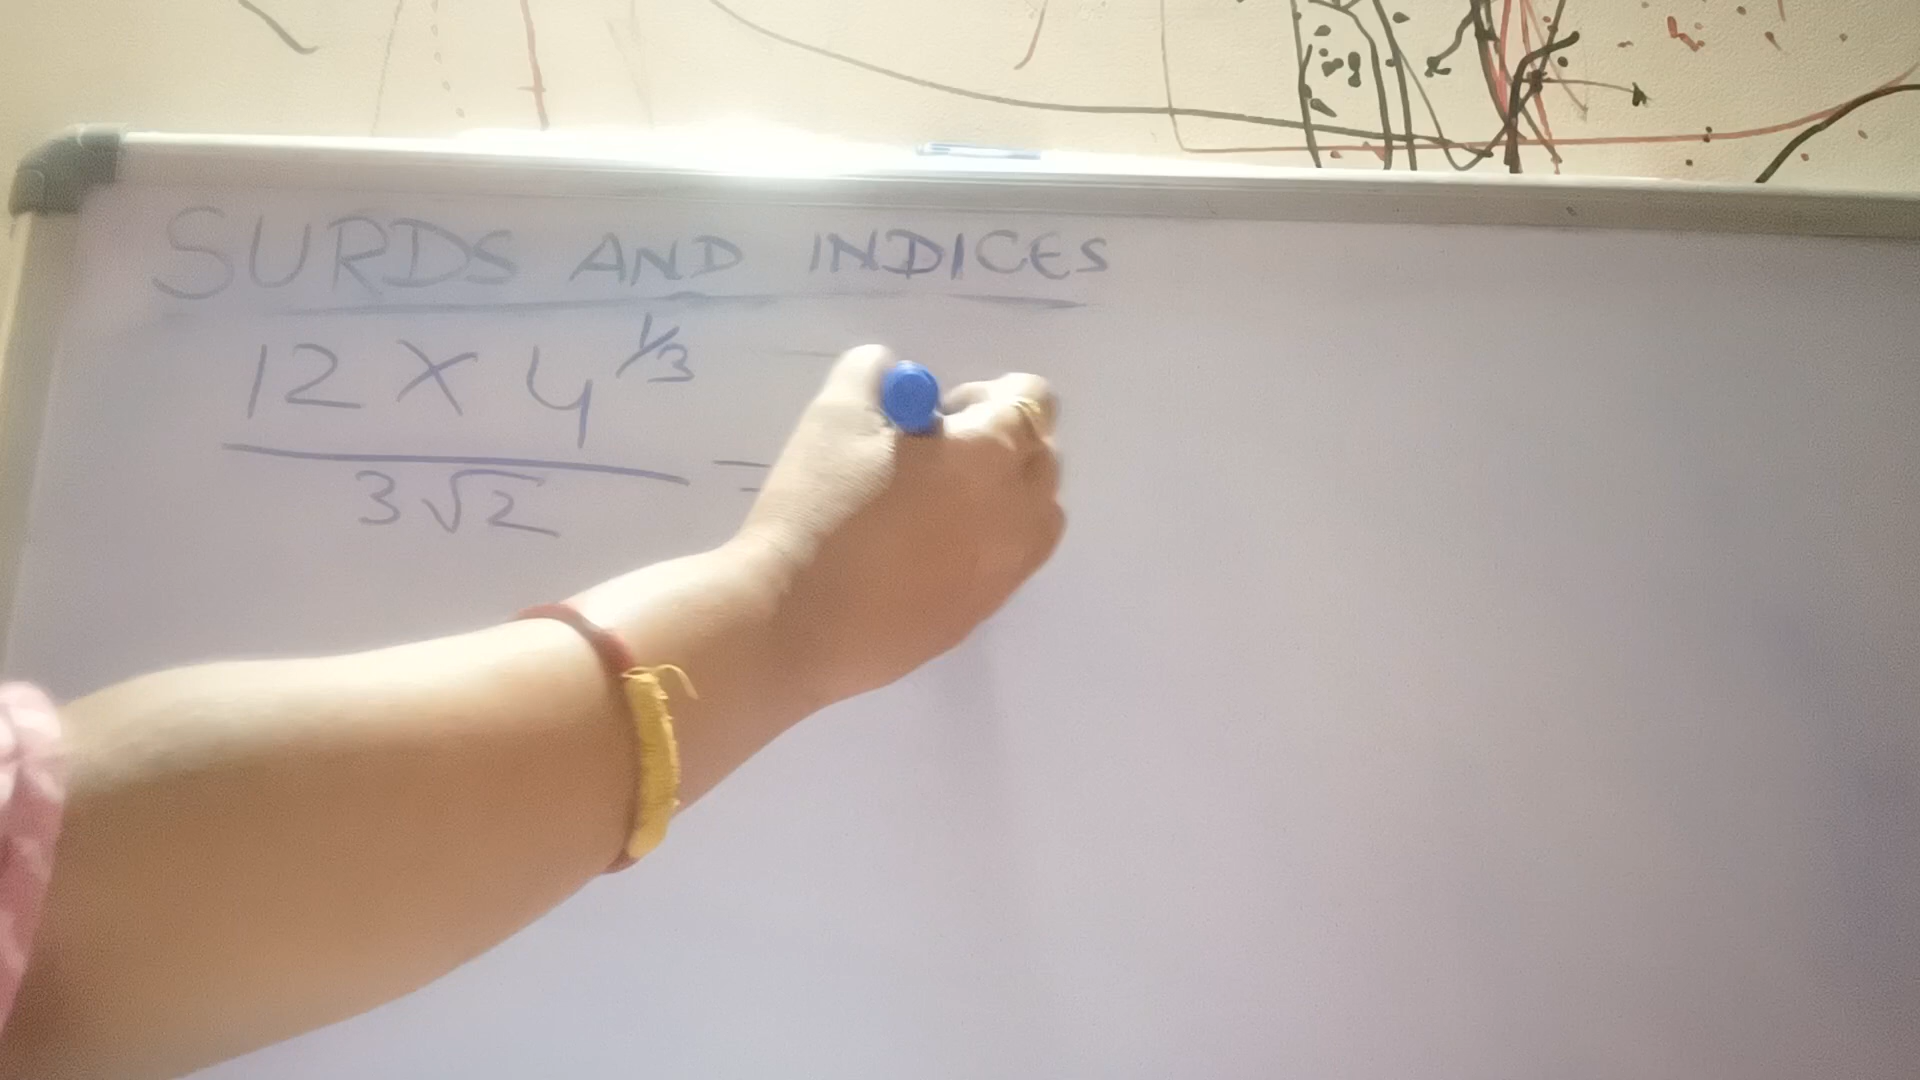 SURDS AND INDICES
12 × 4^1/3
3√2 =